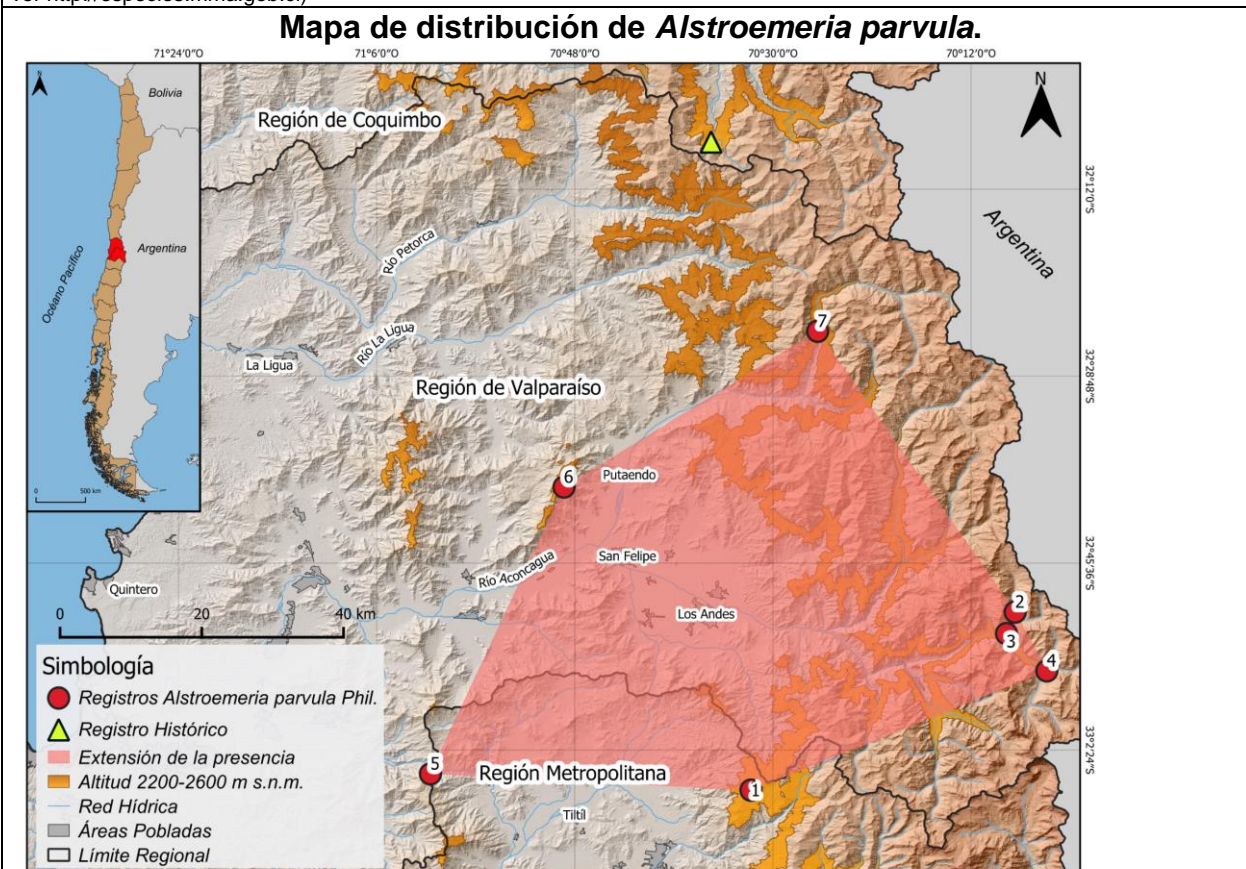 Mapa de distribución de Alstroemeria parvula.
71°24'0"O 71°6'0"O 70°48'0"O 70°30'0"O 70°12'0"O
N
Bolivia
Argentina
Océano Pacífico
0 500 km
Región de Coquimbo
N
32°12'0"S
Argentina
Río Petorca
7
Río La Ligua
La Ligua
32°28'48"S
Región de Valparaíso
6
Putaendo
San Felipe
32°45'36"S
Río Aconcagua
Quintero
Los Andes
2
0 20 40 km
3
4
Simbología
Registros Alstroemeria parvula Phil.
Registro Histórico
Extensión de la presencia
Altitud 2200-2600 m s.n.m.
Red Hídrica
Áreas Pobladas
Límite Regional
33°2'24"S
5
Región Metropolitana
1
Tiltíl